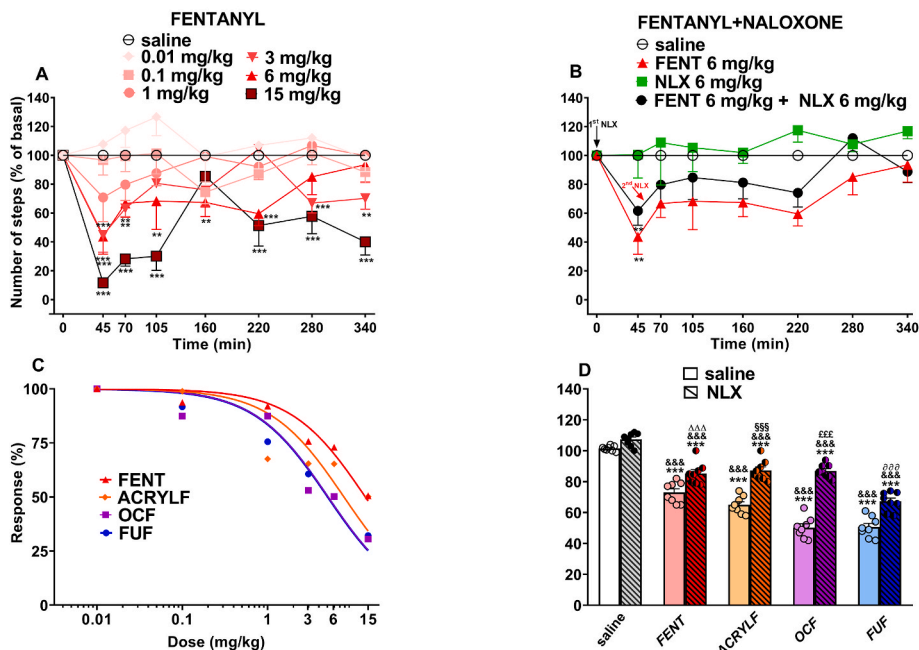 FENTANYL
saline
0.01 mg/kg
3 mg/kg
0.1 mg/kg
6 mg/kg
1 mg/kg
15 mg/kg
A
Number of steps (% of basal)
140
120
100
80
60
40
20
0
***
***
***
***
**
**
***
**
***
**
***
***
***
***
**
***
0
45
70
105
160
220
280
340
Time (min)
FENTANYL+NALOXONE
saline
FENT 6 mg/kg
NLX 6 mg/kg
FENT 6 mg/kg + NLX 6 mg/kg
B
140
120
100
80
60
40
20
0
1st NLX
2nd NLX
**
**
0
45
70
105
160
220
280
340
Time (min)
C
Response (%)
100
75
50
25
0
FENT
ACRYLF
OCF
FUF
0.01
0.1
1
3
6
15
Dose (mg/kg)
D
saline
NLX
140
120
100
80
60
40
20
0
&&&
***
ΔΔΔ
&&&
***
&&&
***
§§§
&&&
***
&&&
***
£££
&&&
***
&&&
***
∂∂∂
&&&
***
saline
FENT
ACRYLF
OCF
FUF